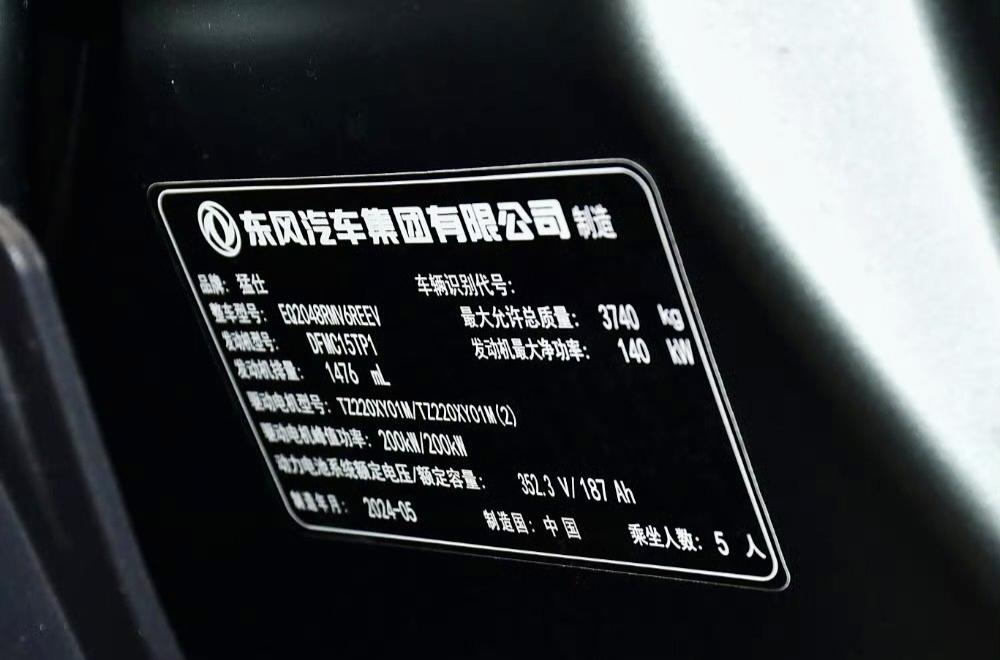 东风汽车集团有限公司 制造
品牌: 猛仕 车辆识别代号:
整车型号: EQ2048RMV6REEV 最大允许总质量: 3740 kg
发动机型号: DFMC15TP1 发动机最大净功率: 140 kW
发动机排量: 1476 mL
驱动电机型号: TZ220XY01M/TZ220XY01M(2)
驱动电机峰值功率: 200kW/200kW
动力电池系统额定电压/额定容量: 352.3 V/187 Ah
制造年月: 2024-05 制造国: 中国 乘坐人数: 5 人